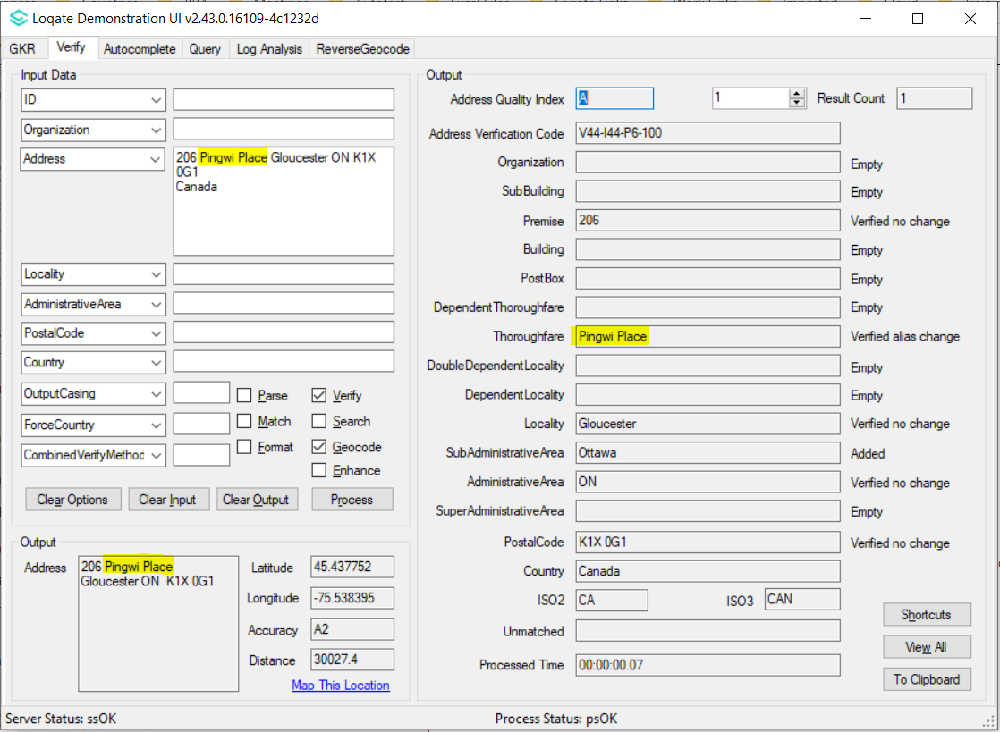 Loqate Demonstration UI v2.43.0.16109-4c1232d
GKR Verify Autocomplete Query Log Analysis ReverseGeocode
Input Data
ID
Organization
Address
206 Pingwi Place Gloucester ON K1X
0G1
Canada
Locality
AdministrativeArea
PostalCode
Country
OutputCasing
Parse
Verify
ForceCountry
Match
Search
Format
Geocode
CombinedVerifyMethod
Enhance
Clear Options Clear Input Clear Output Process
Output
Address
206 Pingwi Place
Gloucester ON  K1X 0G1
Latitude 45.437752
Longitude -75.538395
Accuracy A2
Distance 30027.4
Map This Location
Output
Address Quality Index A 1 Result Count 1
Address Verification Code V44-I44-P6-100
Organization Empty
SubBuilding Empty
Premise 206 Verified no change
Building Empty
PostBox Empty
DependentThoroughfare Empty
Thoroughfare Pingwi Place Verified alias change
DoubleDependentLocality Empty
DependentLocality Empty
Locality Gloucester Verified no change
SubAdministrativeArea Ottawa Added
AdministrativeArea ON Verified no change
SuperAdministrativeArea Empty
PostalCode K1X 0G1 Verified no change
Country Canada
ISO2 CA ISO3 CAN
Unmatched
Processed Time 00:00:00.07
Shortcuts
View All
To Clipboard
Server Status: ssOK Process Status: psOK